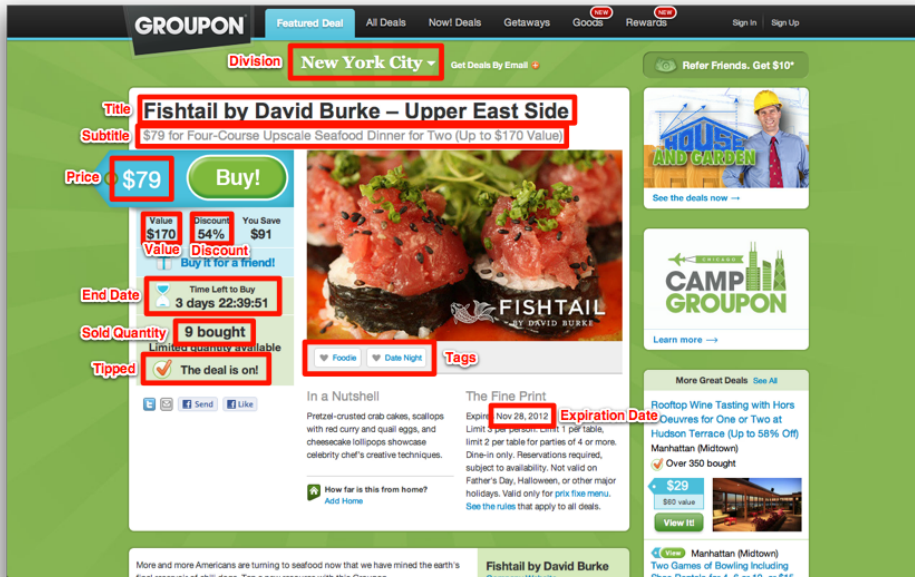 GROUPON
Featured Deal
All Deals
Now! Deals
Getaways
Goods
NEW
Rewards
NEW
Sign In
Sign Up
Division
New York City
Get Deals By Email
Refer Friends. Get $10*
Title
Fishtail by David Burke – Upper East Side
Subtitle
$79 for Four-Course Upscale Seafood Dinner for Two (Up to $170 Value)
Price
$79
Buy!
Value
$170
Discount
54%
You Save
$91
Value
Discount
Buy it for a friend!
End Date
Time Left to Buy
3 days 22:39:51
Sold Quantity
9 bought
Limited quantity available
Tipped
The deal is on!
Send
Like
FISHTAIL
BY DAVID BURKE
Foodie
Date Night
Tags
In a Nutshell
Pretzel-crusted crab cakes, scallops
with red curry and quail eggs, and
cheesecake lollipops showcase
celebrity chef's creative techniques.
How far is this from home?
Add Home
The Fine Print
Expires Nov 28, 2012
Expiration Date
Limit 3 per person. Limit 1 per table,
limit 2 per table for parties of 4 or more.
Dine-in only. Reservations required,
subject to availability. Not valid on
Father's Day, Halloween, or other major
holidays. Valid only for prix fixe menu.
See the rules that apply to all deals.
HOUSE
AND GARDEN
See the deals now →
CHICAGO
CAMP
GROUPON
Learn more →
More Great Deals See All
Rooftop Wine Tasting with Hors
d'Oeuvres for One or Two at
Hudson Terrace (Up to 58% Off)
Manhattan (Midtown)
Over 350 bought
$29
$60 value
View It!
View
Manhattan (Midtown)
Two Games of Bowling Including
More and more Americans are turning to seafood now that we have mined the earth's
Fishtail by David Burke
Company Website